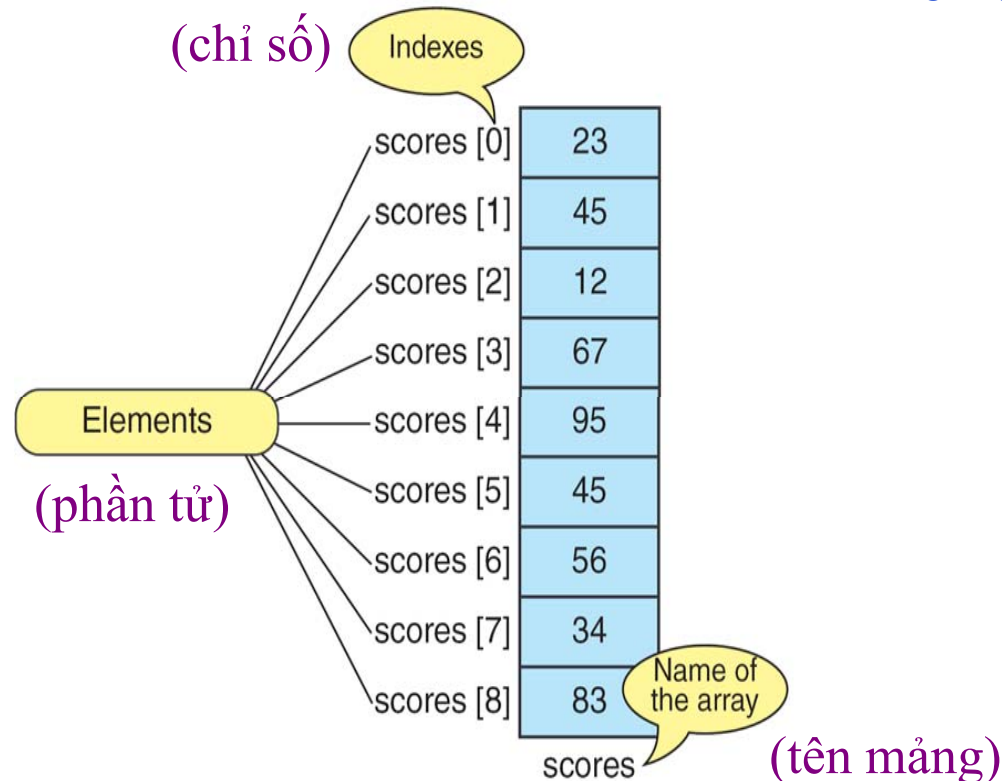 (chỉ số)
Indexes
scores [0] 23
scores [1] 45
scores [2] 12
scores [3] 67
Elements
scores [4] 95
(phần tử)
scores [5] 45
scores [6] 56
scores [7] 34
scores [8] 83
Name of
the array
scores
(tên mảng)